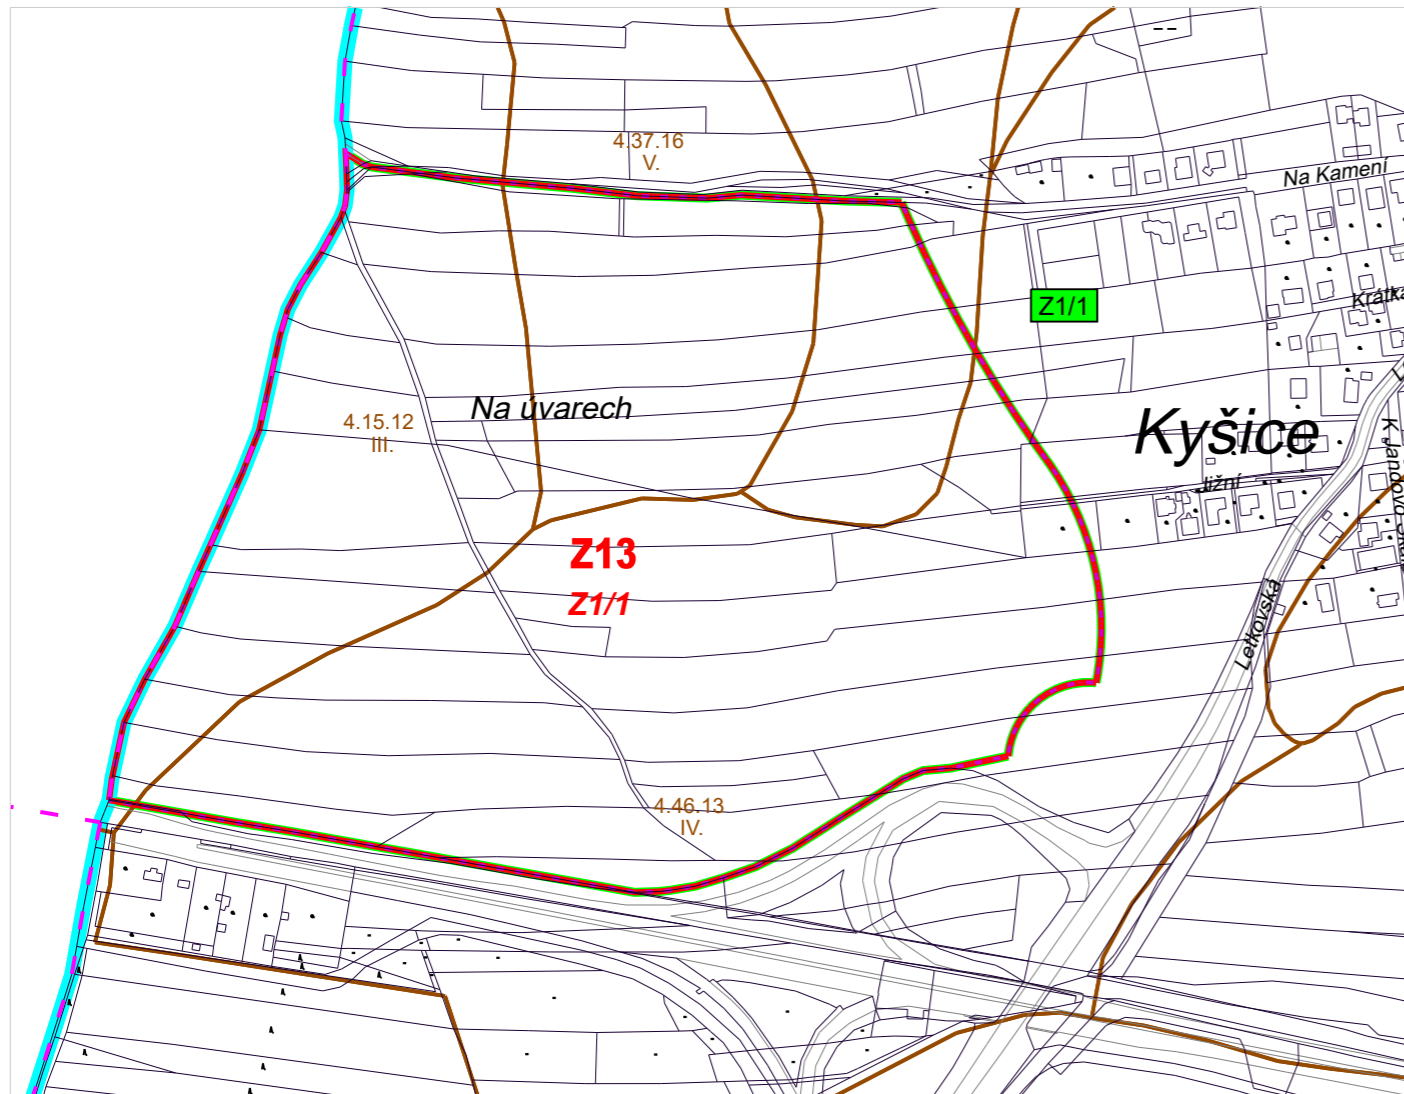 4.37.16
V.
Na Kamení
Z1/1
Krátká
Na úvarech
4.15.12
III.
Kyšice
Jižní
K Jandovo
Z13
Z1/1
Letkovská
4.46.13
IV.